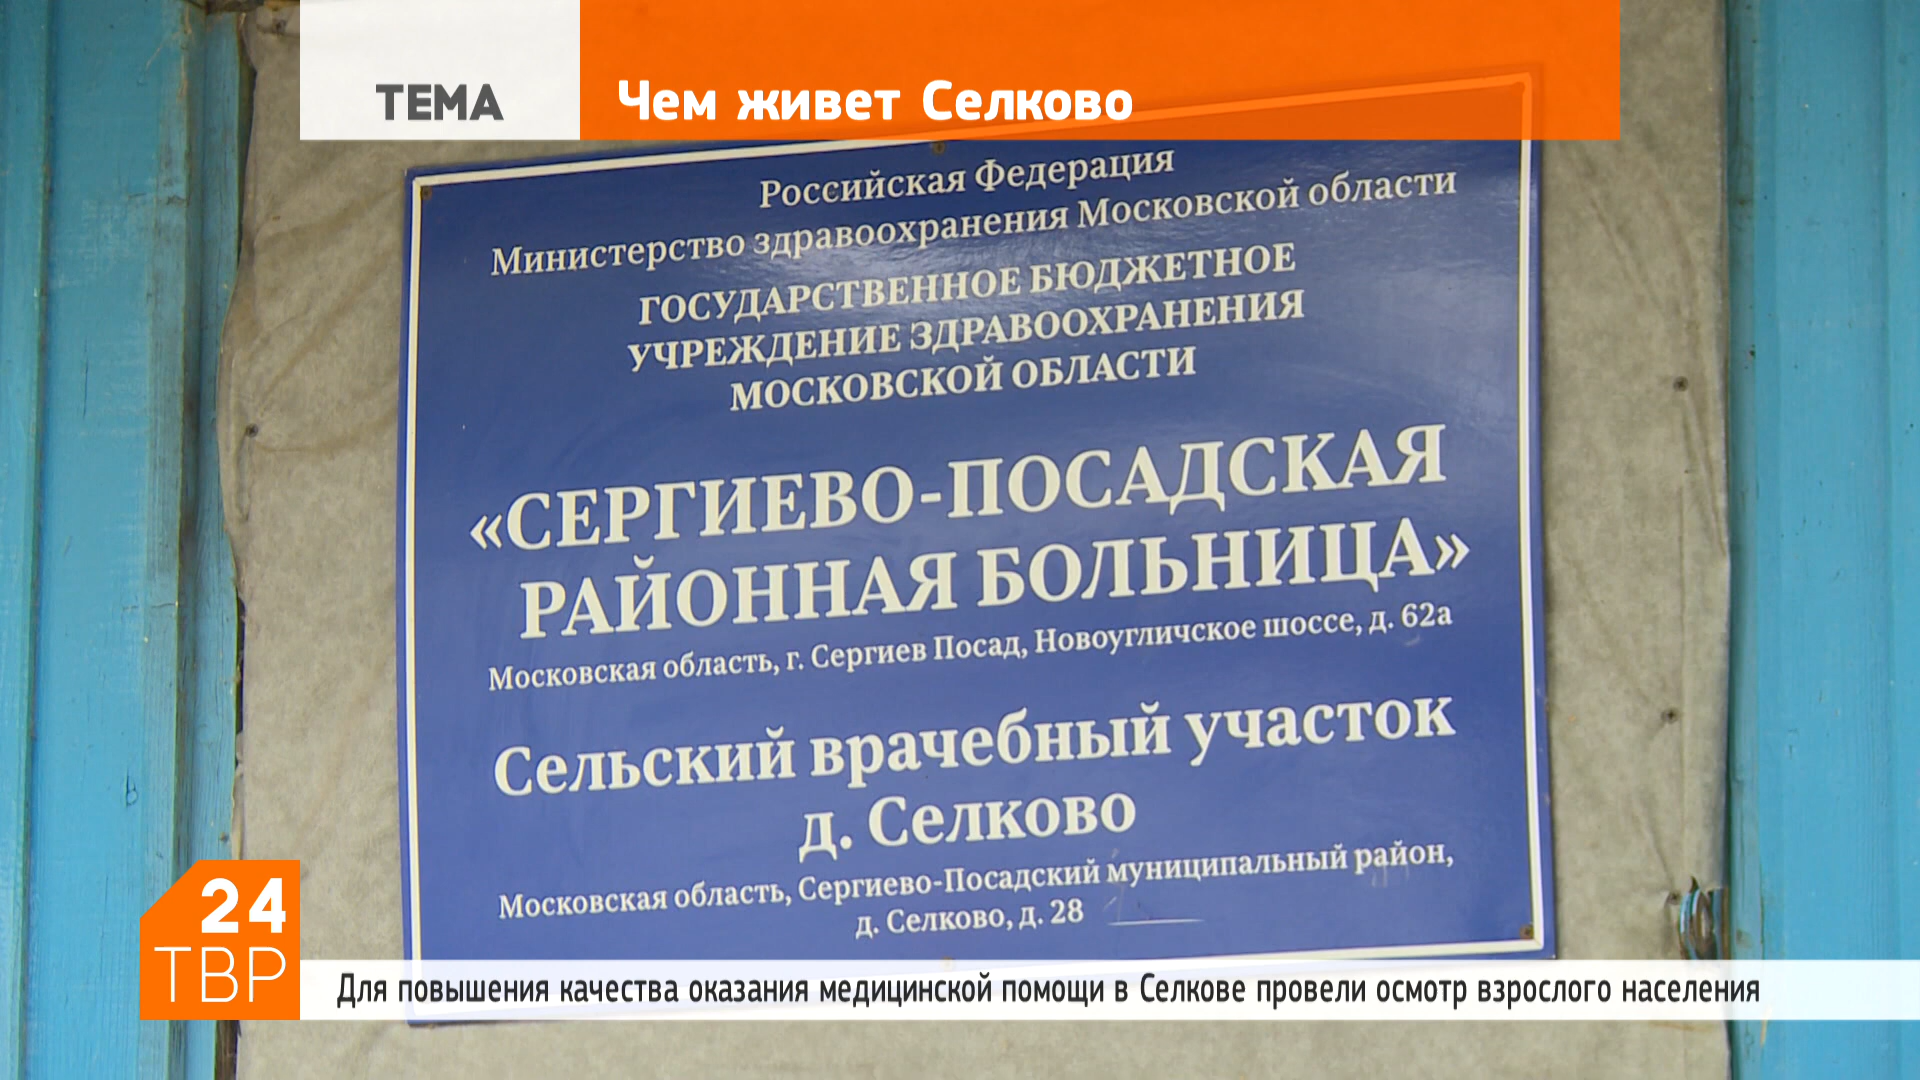 ТЕМА
Чем живет Селково
Российская Федерация
Министерство здравоохранения Московской области
ГОСУДАРСТВЕННОЕ БЮДЖЕТНОЕ
УЧРЕЖДЕНИЕ ЗДРАВООХРАНЕНИЯ
МОСКОВСКОЙ ОБЛАСТИ
«СЕРГИЕВО-ПОСАДСКАЯ
РАЙОННАЯ БОЛЬНИЦА»
Московская область, г. Сергиев Посад, Новоугличское шоссе, д. 62а
Сельский врачебный участок
д. Селково
Московская область, Сергиево-Посадский муниципальный район,
д. Селково, д. 28
24
ТВР
Для повышения качества оказания медицинской помощи в Селкове провели осмотр взрослого населения